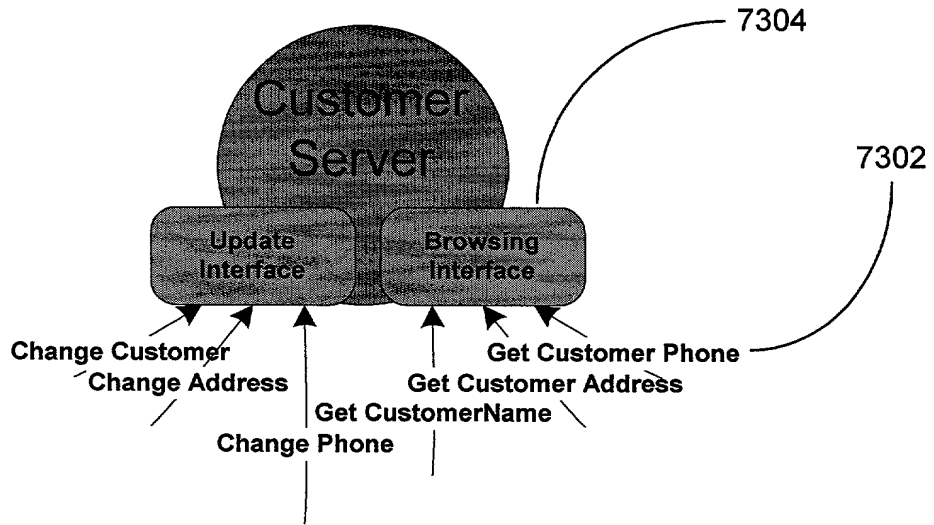 7304
Customer
Server
7302
Update
Interface
Browsing
Interface
Change Customer
Get Customer Phone
Change Address
Get Customer Address
Get CustomerName
Change Phone